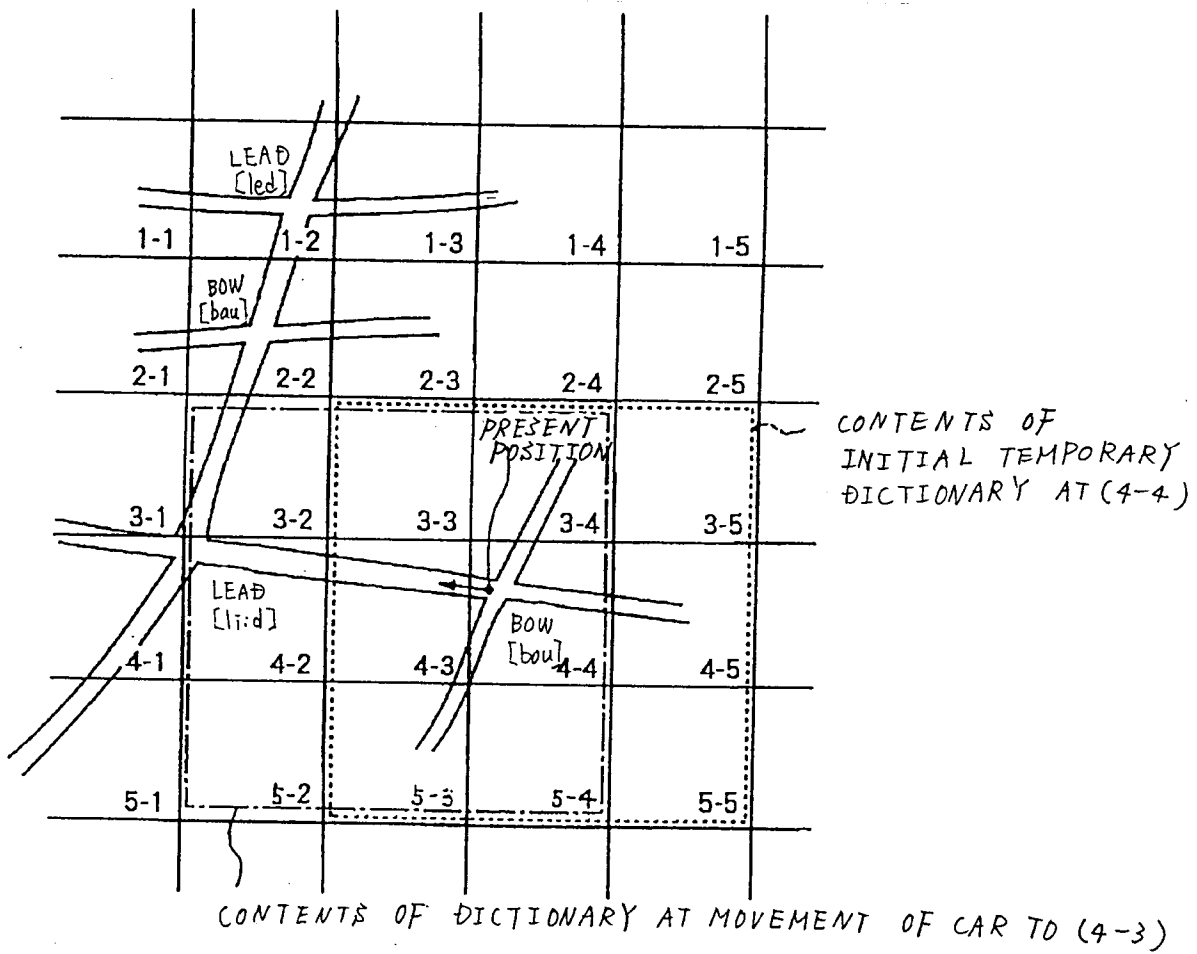 LEAD
[led]
1-1 1-2 1-3 1-4 1-5
BOW
[bau]
2-1 2-2 2-3 2-4 2-5
PRESENT
POSITION
CONTENTS OF
INITIAL TEMPORARY
DICTIONARY AT (4-4)
3-1 3-2 3-3 3-4 3-5
LEAD
[li:d]
BOW
[bou]
4-1 4-2 4-3 4-4 4-5
5-1 5-2 5-3 5-4 5-5
CONTENTS OF DICTIONARY AT MOVEMENT OF CAR TO (4-3)